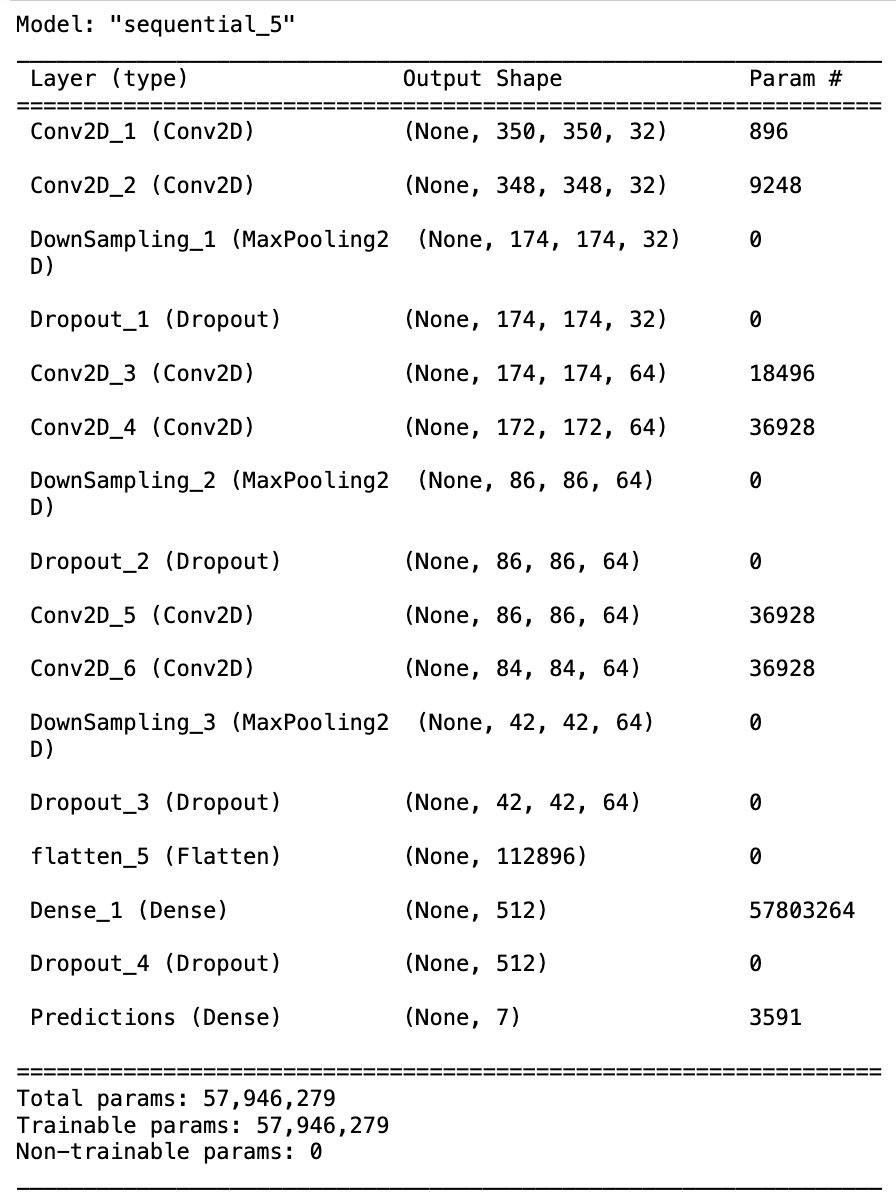 Model: "sequential_5"
Layer (type) Output Shape Param #
Conv2D_1 (Conv2D) (None, 350, 350, 32) 896
Conv2D_2 (Conv2D) (None, 348, 348, 32) 9248
DownSampling_1 (MaxPooling2 (None, 174, 174, 32) 0
D)
Dropout_1 (Dropout) (None, 174, 174, 32) 0
Conv2D_3 (Conv2D) (None, 174, 174, 64) 18496
Conv2D_4 (Conv2D) (None, 172, 172, 64) 36928
DownSampling_2 (MaxPooling2 (None, 86, 86, 64) 0
D)
Dropout_2 (Dropout) (None, 86, 86, 64) 0
Conv2D_5 (Conv2D) (None, 86, 86, 64) 36928
Conv2D_6 (Conv2D) (None, 84, 84, 64) 36928
DownSampling_3 (MaxPooling2 (None, 42, 42, 64) 0
D)
Dropout_3 (Dropout) (None, 42, 42, 64) 0
flatten_5 (Flatten) (None, 112896) 0
Dense_1 (Dense) (None, 512) 57803264
Dropout_4 (Dropout) (None, 512) 0
Predictions (Dense) (None, 7) 3591
Total params: 57,946,279
Trainable params: 57,946,279
Non-trainable params: 0